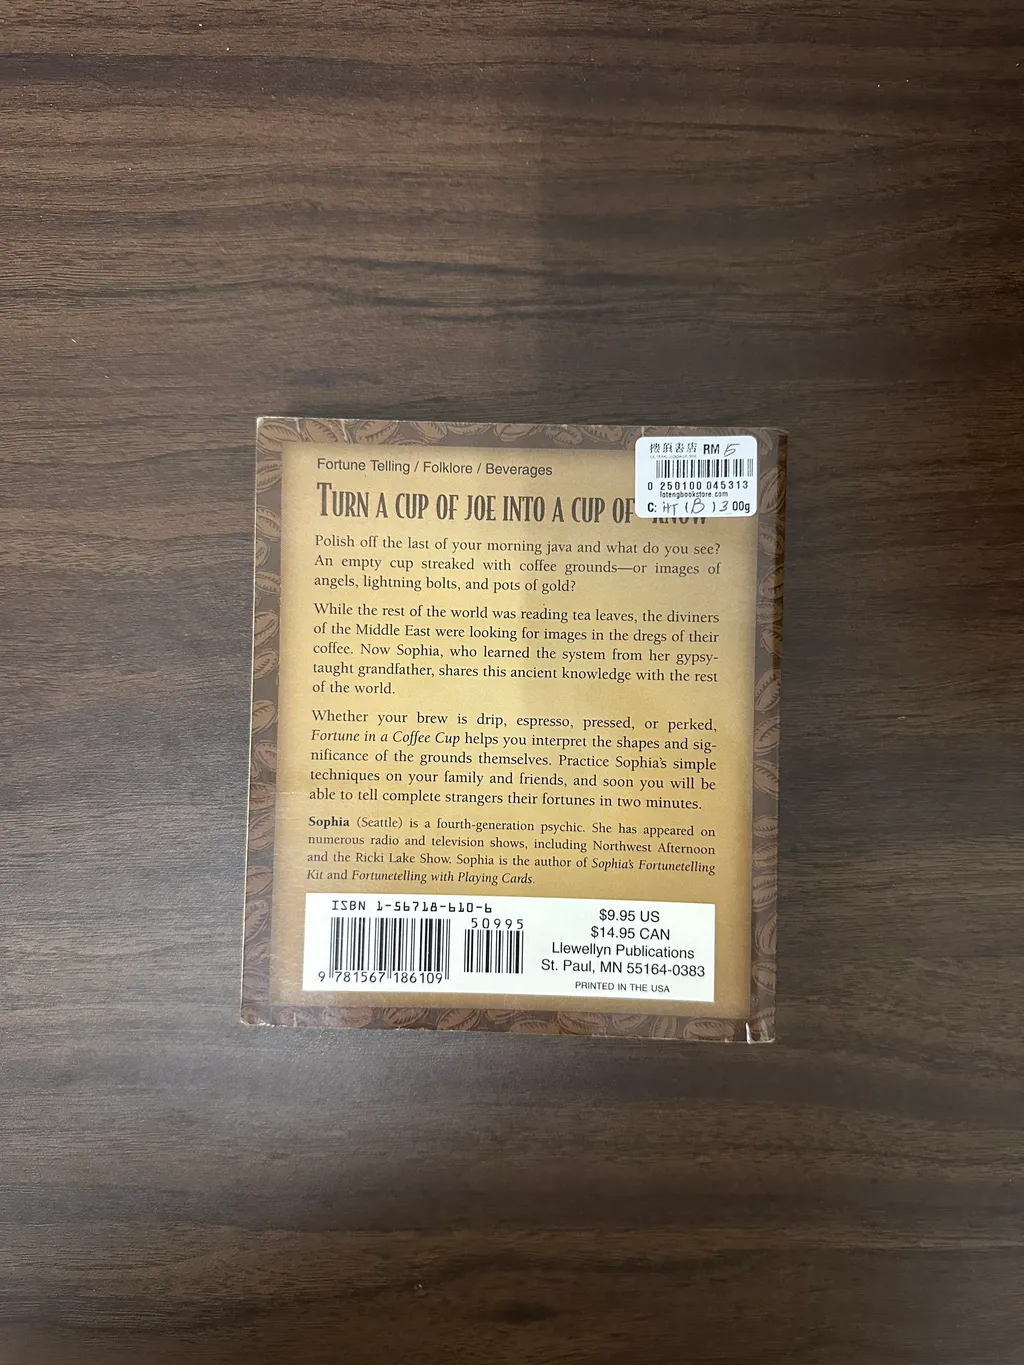 Fortune Telling / Folklore / Beverages
樓頂書店 RM 5
0 250100 045313
lotengbookstore.com
C: HT (B) 13 00g
TURN A CUP OF JOE INTO A CUP OF KNOW
Polish off the last of your morning java and what do you see?
An empty cup streaked with coffee grounds—or images of
angels, lightning bolts, and pots of gold?
While the rest of the world was reading tea leaves, the diviners
of the Middle East were looking for images in the dregs of their
coffee. Now Sophia, who learned the system from her gypsy-
taught grandfather, shares this ancient knowledge with the rest
of the world.
Whether your brew is drip, espresso, pressed, or perked,
Fortune in a Coffee Cup helps you interpret the shapes and sig-
nificance of the grounds themselves. Practice Sophia's simple
techniques on your family and friends, and soon you will be
able to tell complete strangers their fortunes in two minutes.
Sophia (Seattle) is a fourth-generation psychic. She has appeared on
numerous radio and television shows, including Northwest Afternoon
and the Ricki Lake Show. Sophia is the author of Sophia's Fortunetelling
Kit and Fortunetelling with Playing Cards.
ISBN 1-56718-610-6
50995
9 781567 186109
$9.95 US
$14.95 CAN
Llewellyn Publications
St. Paul, MN 55164-0383
PRINTED IN THE USA